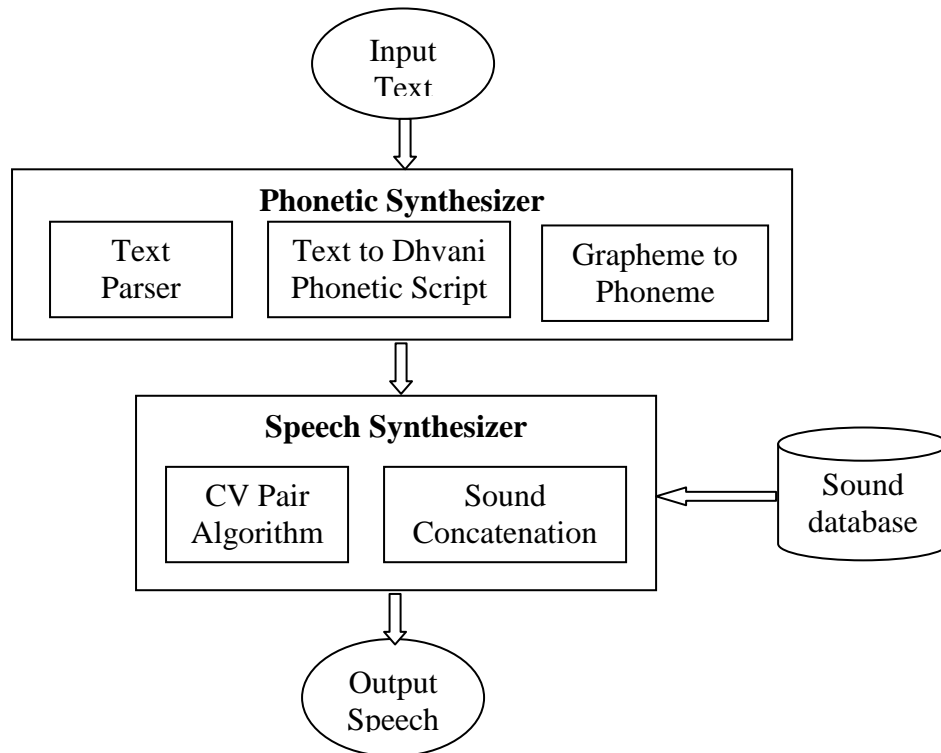 Input
Text
Phonetic Synthesizer
Text
Parser
Text to Dhvani
Phonetic Script
Grapheme to
Phoneme
Speech Synthesizer
CV Pair
Algorithm
Sound
Concatenation
Sound
database
Output
Speech